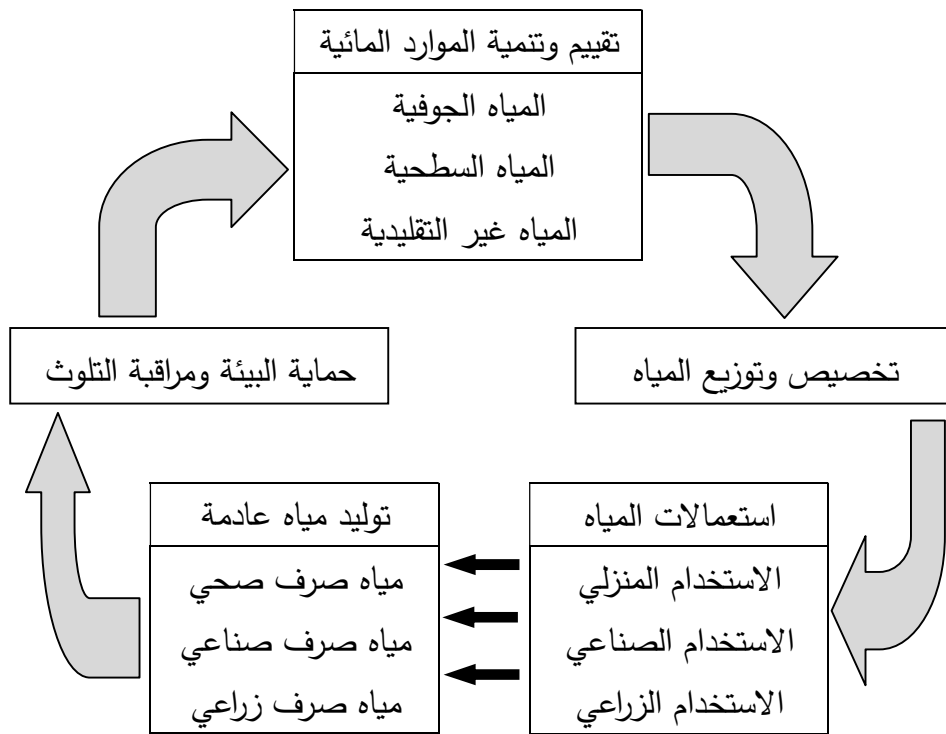 تقييم وتنمية الموارد المائية
المياه الجوفية
المياه السطحية
المياه غير التقليدية
تخصيص وتوزيع المياه
حماية البيئة ومراقبة التلوث
استعمالات المياه
الاستخدام المنزلي
الاستخدام الصناعي
الاستخدام الزراعي
توليد مياه عادمة
مياه صرف صحي
مياه صرف صناعي
مياه صرف زراعي